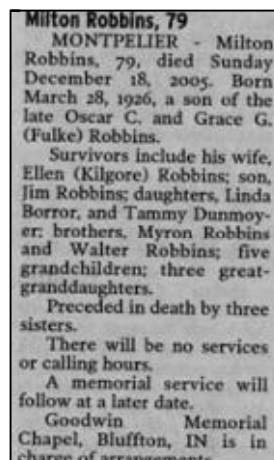 Milton Robbins, 79
MONTPELIER - Milton
Robbins, 79, died Sunday
December 18, 2005. Born
March 28, 1926, a son of the
late Oscar C. and Grace G.
(Fulke) Robbins.
Survivors include his wife,
Ellen (Kilgore) Robbins; son,
Jim Robbins; daughters, Linda
Borror, and Tammy Dunmoy-
er; brothers, Myron Robbins
and Walter Robbins; five
grandchildren; three great-
granddaughters.
Preceded in death by three
sisters.
There will be no services
or calling hours.
A memorial service will
follow at a later date.
Goodwin Memorial
Chapel, Bluffton, IN is in
charge of arrangements.